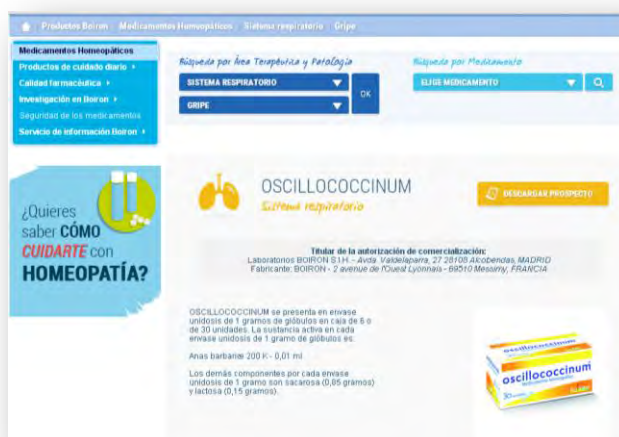 Productos Boiron Medicamentos Homeopáticos Sistema respiratorio Gripe
Medicamentos Homeopáticos
Productos de cuidado diario
Calidad farmacéutica
Investigación en Boiron
Seguridad de los medicamentos
Servicio de información Boiron
Búsqueda por Área Terapéutica y Patología
SISTEMA RESPIRATORIO
GRIPE
OK
Búsqueda por Medicamento
ELIGE MEDICAMENTO
¿Quieres
saber CÓMO
CUIDARTE con
HOMEOPATÍA?
OSCILLOCOCCINUM
Sistema respiratorio
DESCARGAR PROSPECTO
Titular de la autorización de comercialización:
Laboratorios BOIRON S.I.H. - Avda. Valdelaparra, 27 28108 Alcobendas, MADRID
Fabricante: BOIRON - 2 avenue de l'Ouest Lyonnais - 69510 Messimy, FRANCIA
OSCILLOCOCCINUM se presenta en envase
unidosis de 1 gramos de glóbulos en caja de 6 o
de 30 unidades. La sustancia activa en cada
envase unidosis de 1 gramo de glóbulos es:
Anas barbariae 200 K - 0,01 ml
Los demás componentes por cada envase
unidosis de 1 gramo son sacarosa (0,85 gramos)
y lactosa (0,15 gramos).
oscillococcinum
oscillococcinum
30